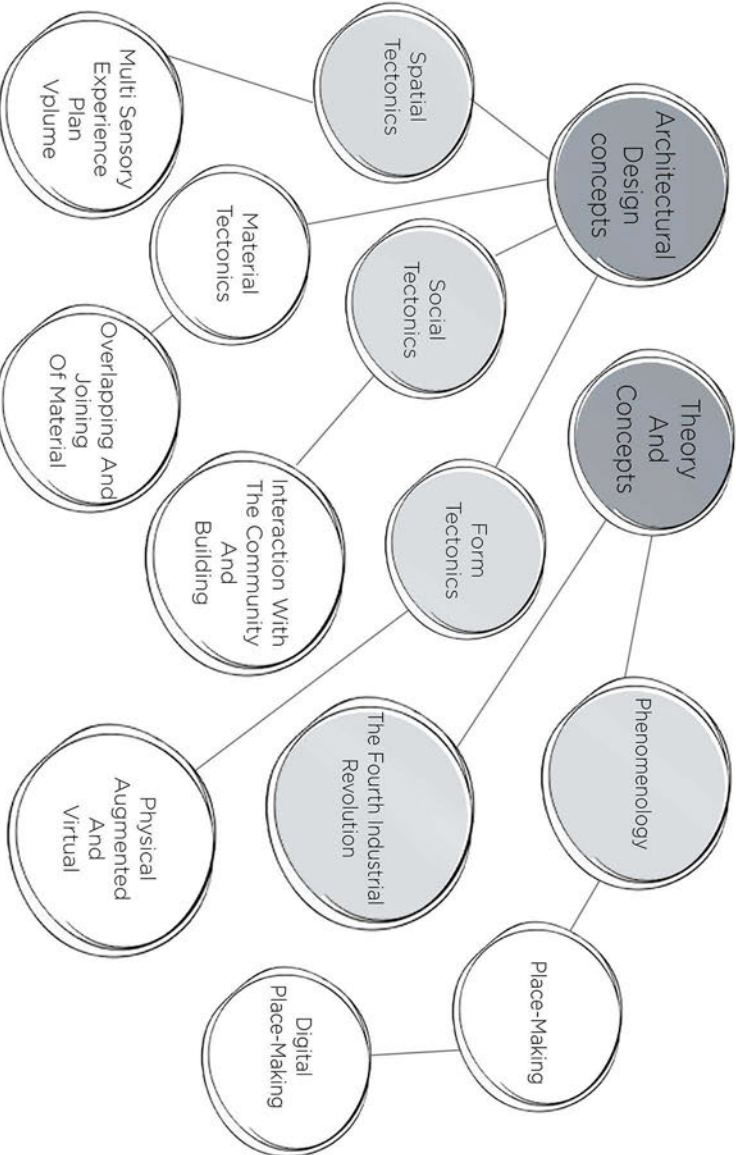 Architectural
Design
concepts
Theory
And
Concepts
Spatial
Tectonics
Material
Tectonics
Social
Tectonics
Form
Tectonics
The Fourth Industrial
Revolution
Phenomenology
Multi Sensory
Experience
Plan
Vplume
Overlapping And
Joining
Of Material
Interaction With
The Community
And
Building
Physical
Augmented
And
Virtual
Place-Making
Digital
Place-Making